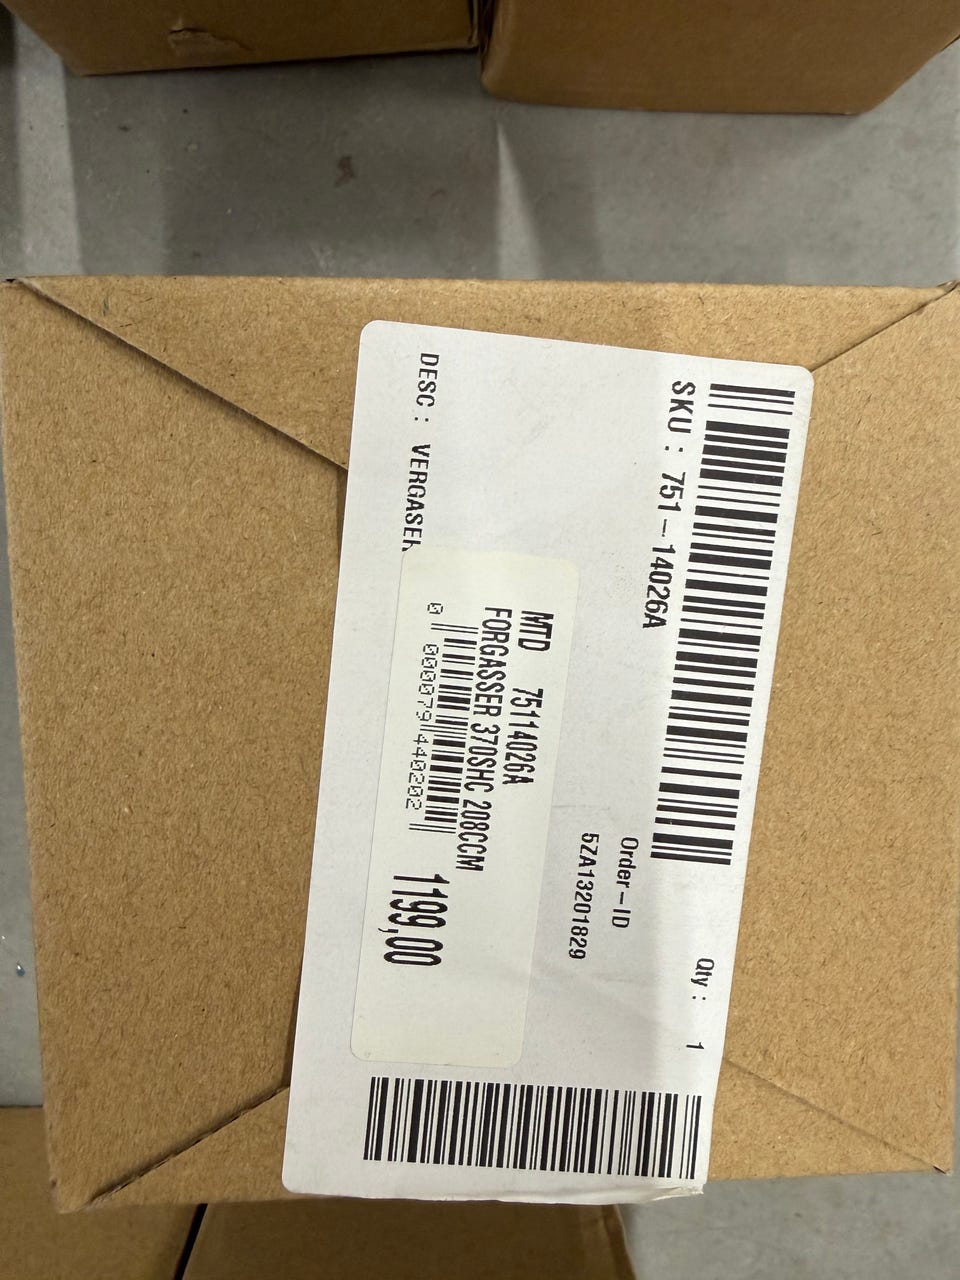 SKU : 751-14026A
Order-ID
5ZA13201829
Qty : 1
DESC : VERGASER
MTD 75114026A
FORGASSER 370SHC 208CCM
0 000079 440202
1199,00